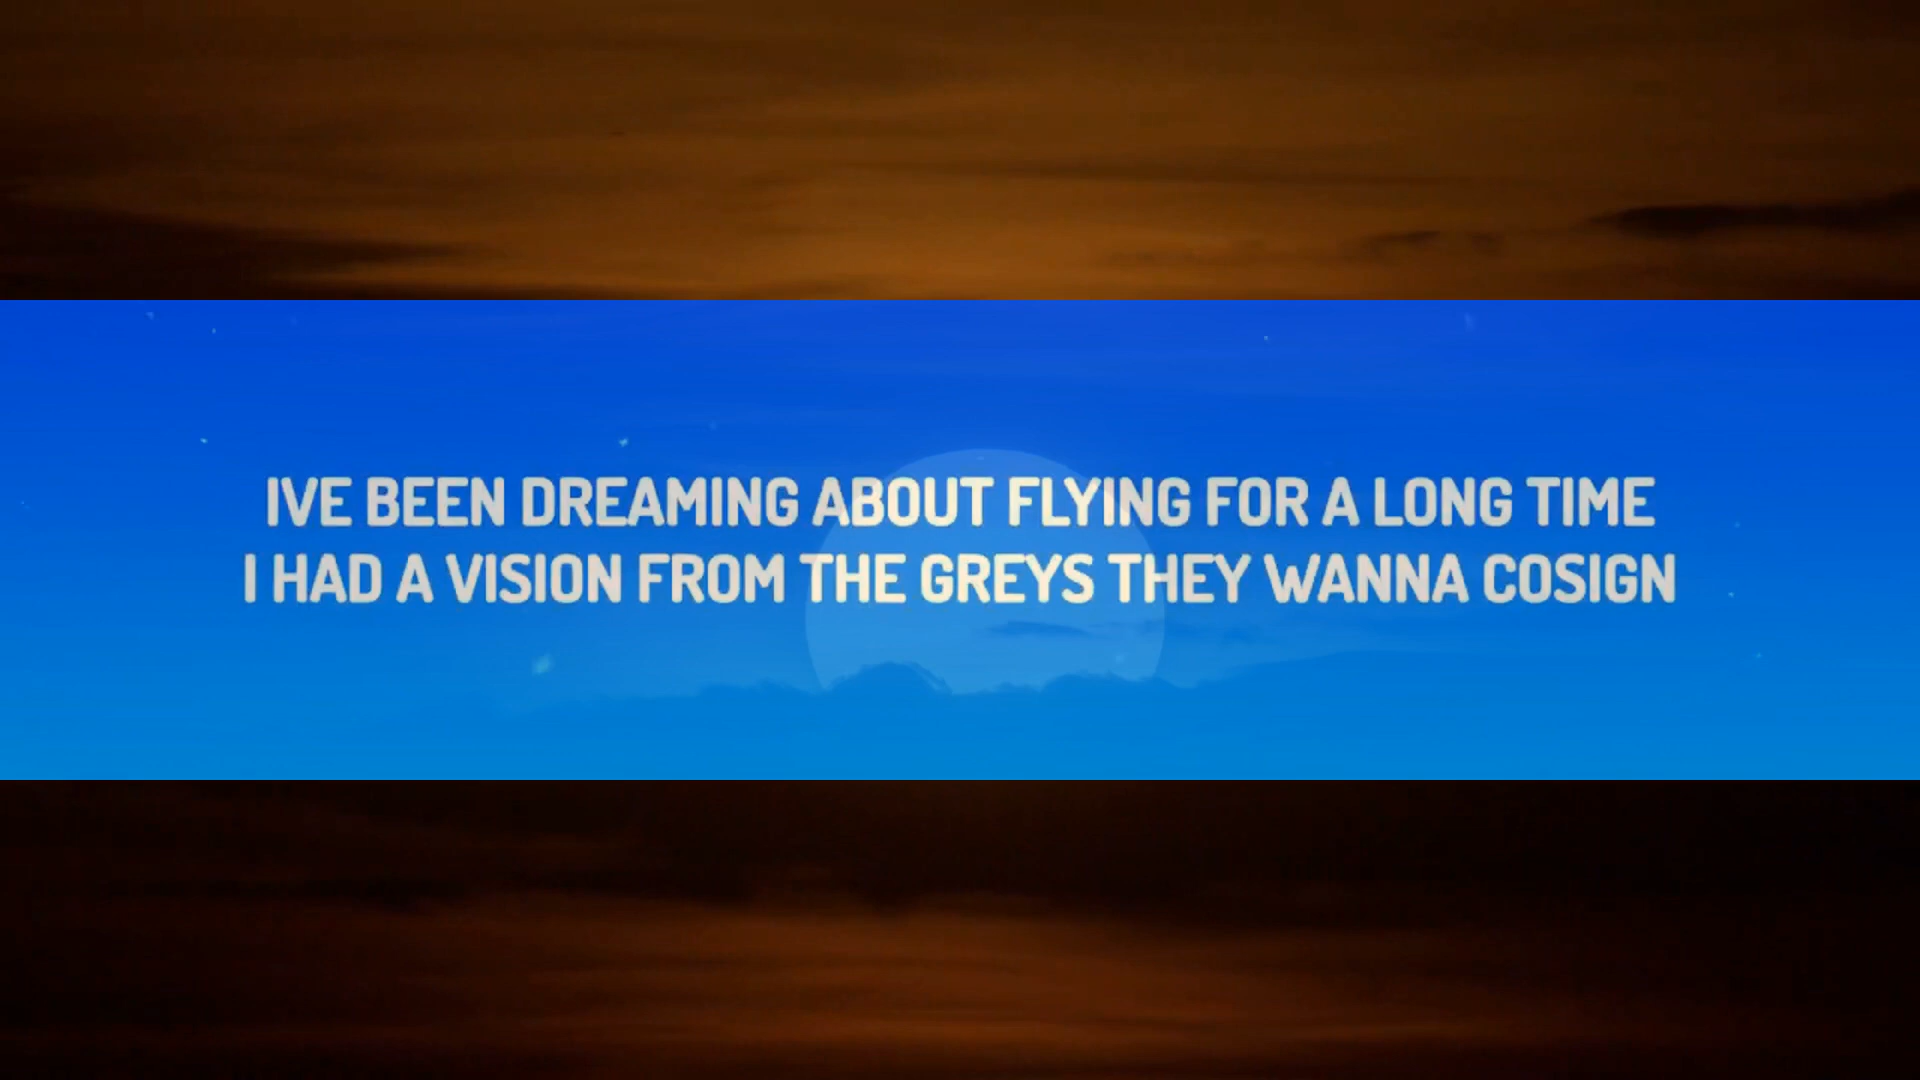 IVE BEEN DREAMING ABOUT FLYING FOR A LONG TIME
I HAD A VISION FROM THE GREYS THEY WANNA COSIGN